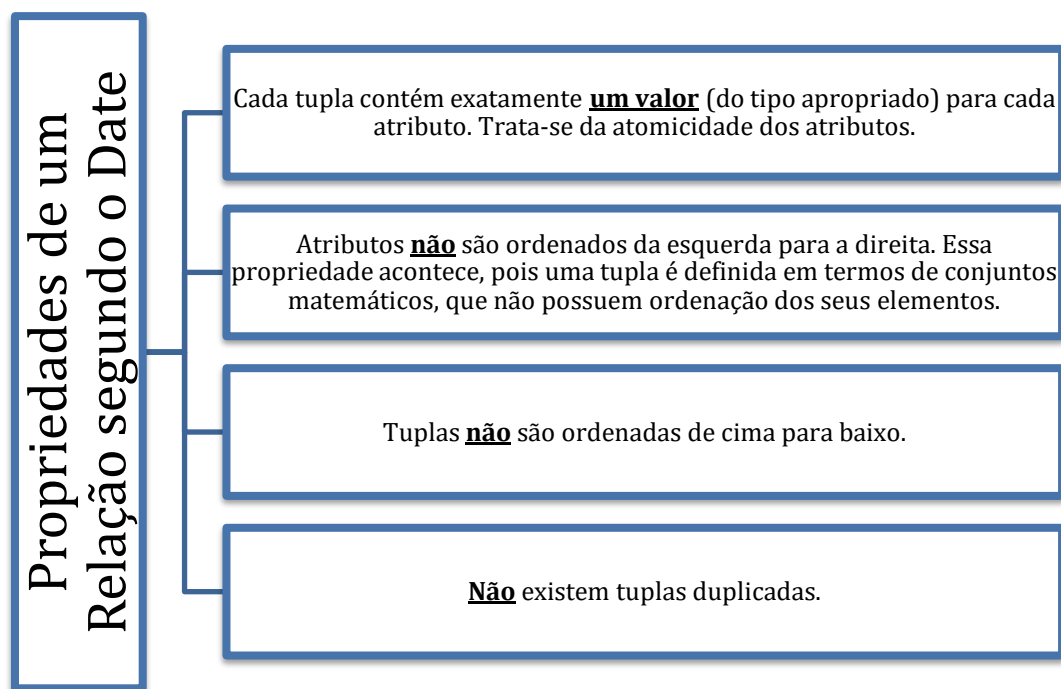 Propriedades de um
Relação segundo o Date
Cada tupla contém exatamente um valor (do tipo apropriado) para cada
atributo. Trata-se da atomicidade dos atributos.
Atributos não são ordenados da esquerda para a direita. Essa
propriedade acontece, pois uma tupla é definida em termos de conjuntos
matemáticos, que não possuem ordenação dos seus elementos.
Tuplas não são ordenadas de cima para baixo.
Não existem tuplas duplicadas.